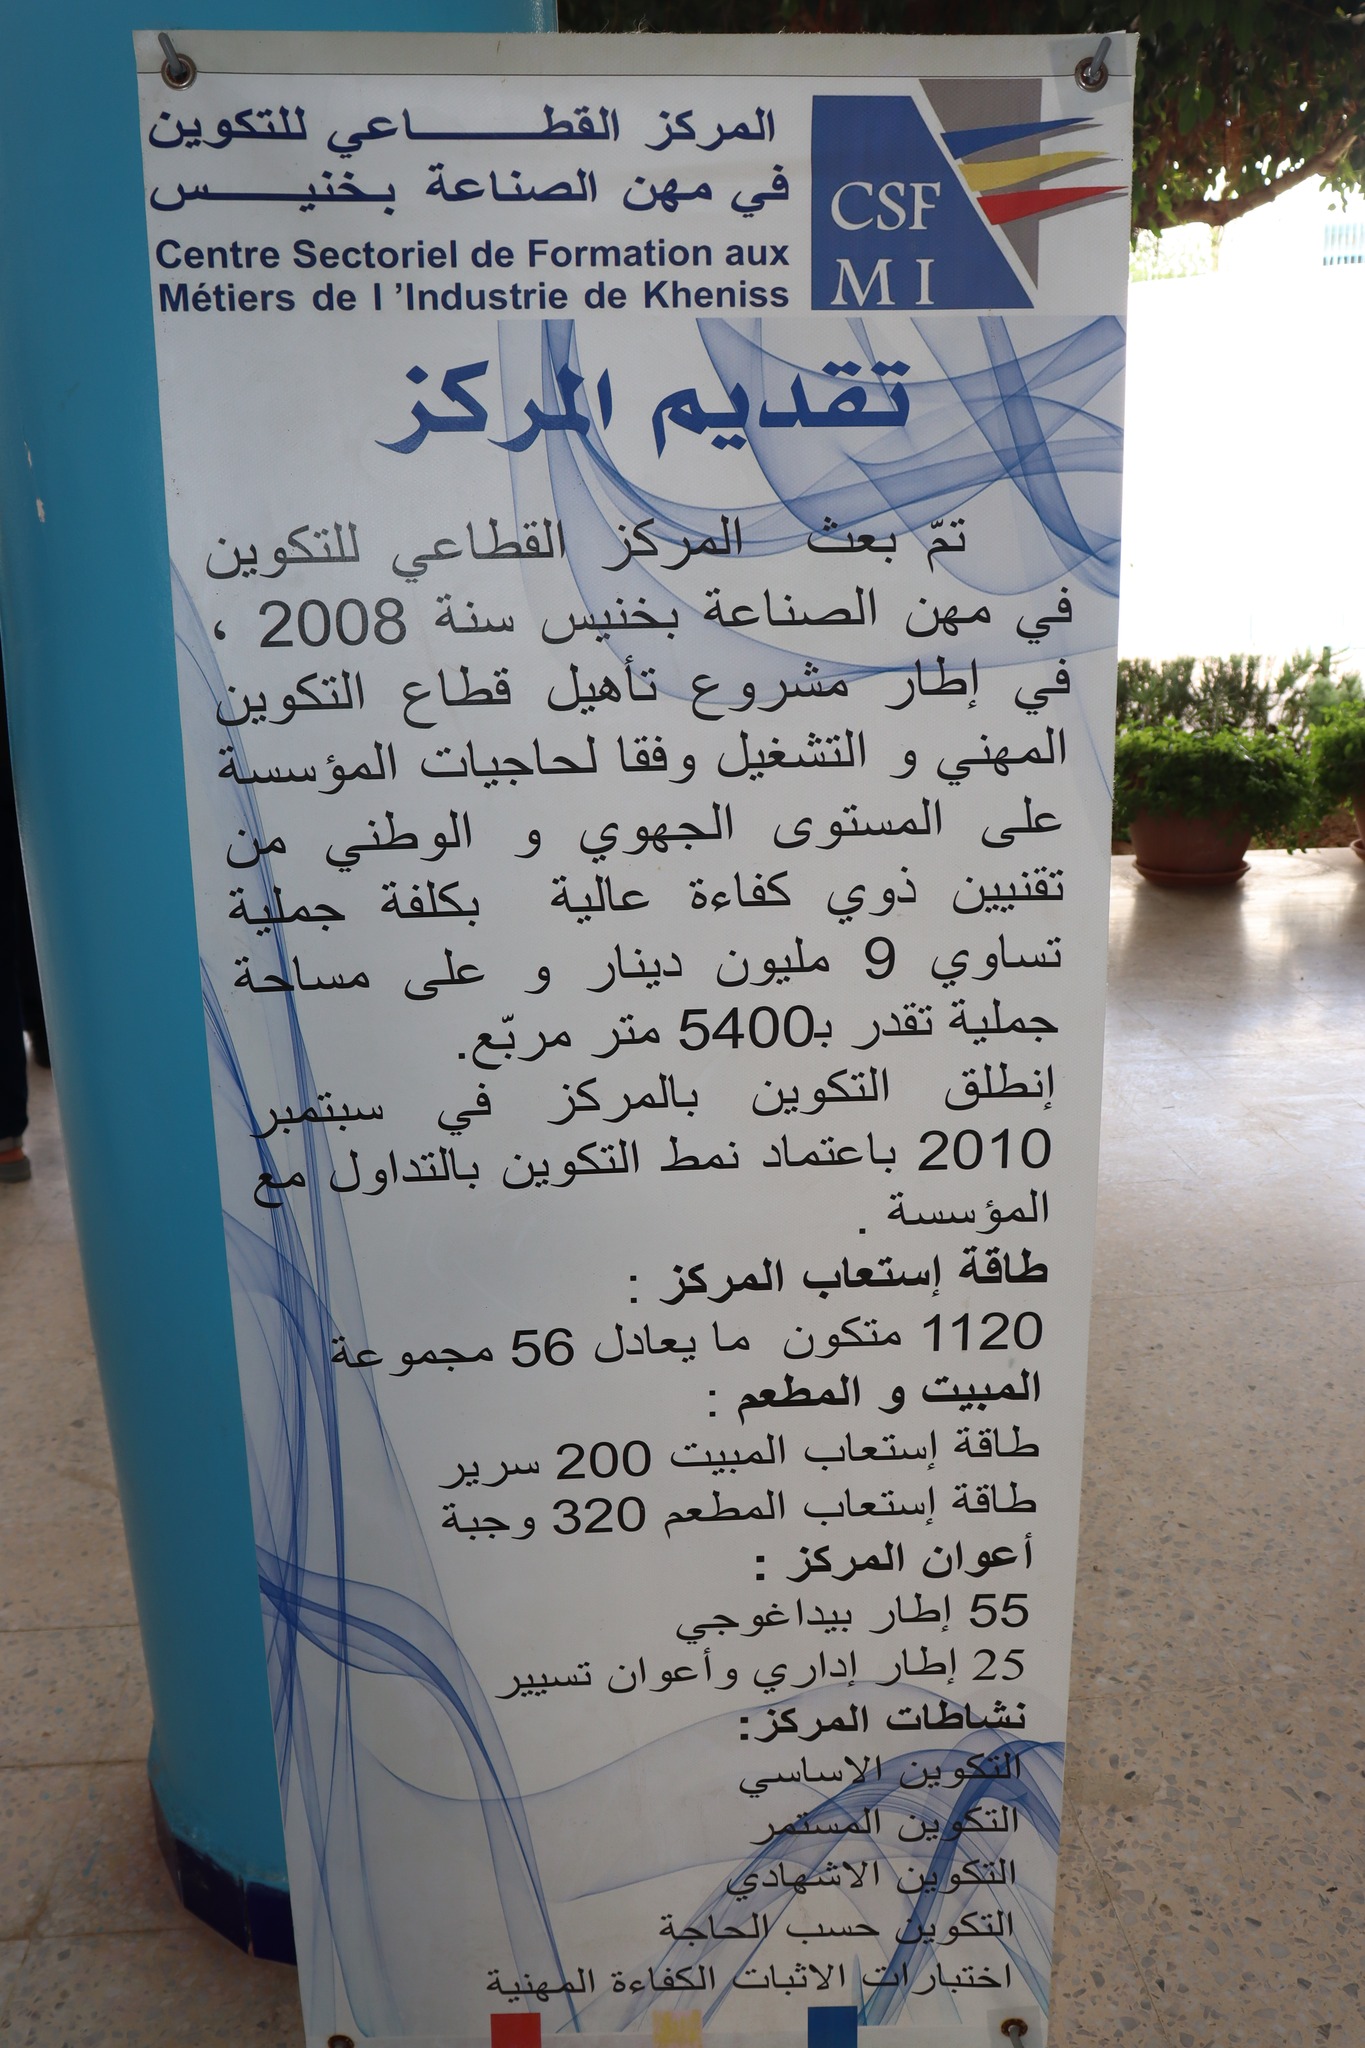 المركز القطاعي للتكوين
في مهن الصناعة بخنيس
Centre Sectoriel de Formation aux
Métiers de l 'Industrie de Kheniss
CSF
M I
تقديم المركز
تمّ بعث المركز القطاعي للتكوين
في مهن الصناعة بخنيس سنة 2008 ،
في إطار مشروع تأهيل قطاع التكوين
المهني و التشغيل وفقا لحاجيات المؤسسة
على المستوى الجهوي و الوطني من
تقنيين ذوي كفاءة عالية بكلفة جملية
تساوي 9 مليون دينار و على مساحة
جملية تقدر بـ5400 متر مربّع.
إنطلق التكوين بالمركز في سبتمبر
2010 باعتماد نمط التكوين بالتداول مع
المؤسسة .
طاقة إستعاب المركز :
1120 متكون ما يعادل 56 مجموعة
المبيت و المطعم :
طاقة إستعاب المبيت 200 سرير
طاقة إستعاب المطعم 320 وجبة
أعوان المركز :
55 إطار بيداغوجي
25 إطار إداري وأعوان تسيير
نشاطات المركز:
التكوين الاساسي
التكوين المستمر
التكوين الاشهادي
التكوين حسب الحاجة
اختبارات الاثبات الكفاءة المهنية